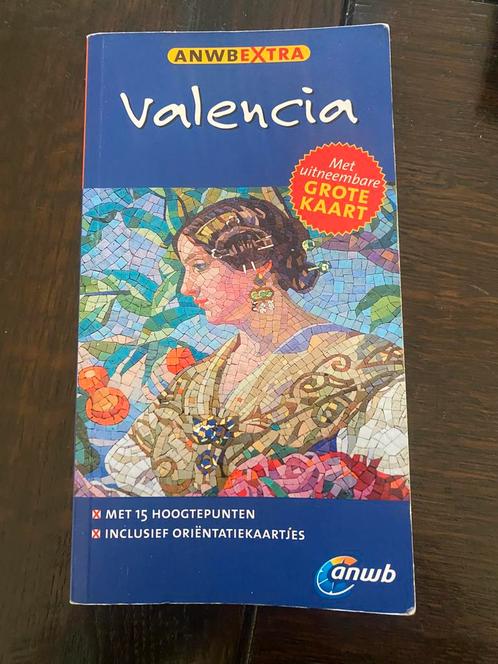 ANWBEXTRA
Valencia
Met
uitneembare
GROTE
KAART
MET 15 HOOGTEPUNTEN
INCLUSIEF ORIËNTATIEKAARTJES
anwb